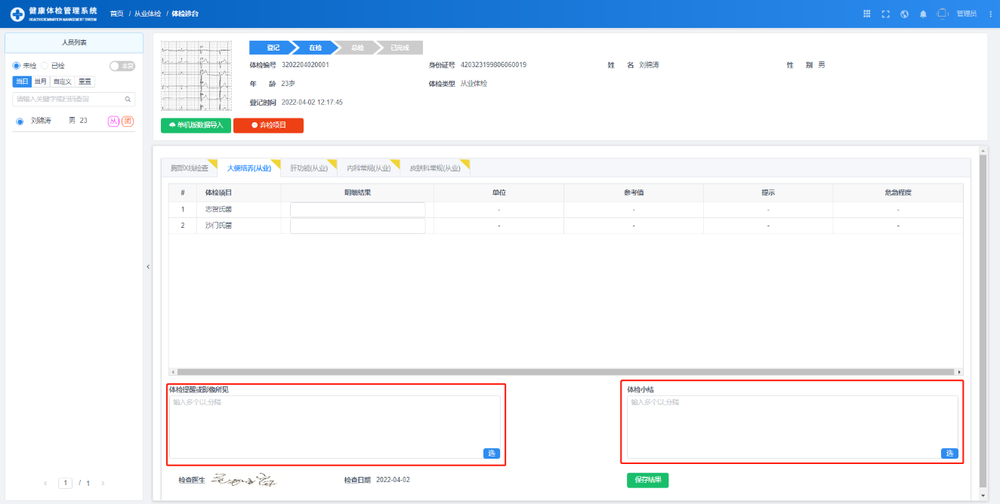 健康体检管理系统
HEALTH EXMINATION MANAGEMENT SYSTEM
首页 / 从业体检 / 体检诊台
管理员
人员列表
未检 已检 非急
当日 当月 自定义 重置
请输入关键字或扫码查询
刘锦涛 男 23 从 团
1 / 1
登记 在检 总检 已完成
体检编号 3202204020001 身份证号 420323199806060019 姓 名 刘锦涛 性 别 男
年 龄 23岁 体检类型 从业体检
登记时间 2022-04-02 12:17:45
单机版数据导入 弃检项目
胸部X线检查 大便培养(从业) 肝功能(从业) 内科常规(从业) 皮肤科常规(从业)
# 体检项目 明细结果 单位 参考值 提示 危急程度
1 志贺氏菌 - - - -
2 沙门氏菌 - - - -
体检提醒或影像所见 体检小结
输入多个以;分隔 输入多个以;分隔
选 选
检查医生 检查日期 2022-04-02 保存结果